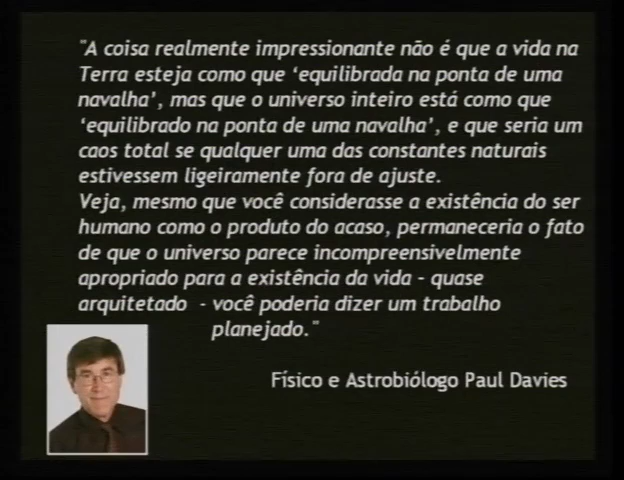 "A coisa realmente impressionante não é que a vida na
Terra esteja como que ‘equilibrada na ponta de uma
navalha’, mas que o universo inteiro está como que
‘equilibrado na ponta de uma navalha’, e que seria um
caos total se qualquer uma das constantes naturais
estivessem ligeiramente fora de ajuste.
Veja, mesmo que você considerasse a existência do ser
humano como o produto do acaso, permaneceria o fato
de que o universo parece incompreensivelmente
apropriado para a existência da vida – quase
arquitetado - você poderia dizer um trabalho
planejado."
Físico e Astrobiólogo Paul Davies